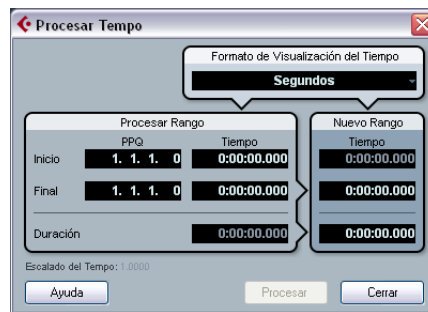 Procesar Tempo
Formato de Visualización del Tiempo
Segundos
Procesar Rango
Nuevo Rango
PPQ Tiempo Tiempo
Inicio 1. 1. 1. 0 0:00:00.000 0:00:00.000
Final 1. 1. 1. 0 0:00:00.000 0:00:00.000
Duración 0:00:00.000 0:00:00.000
Escalado del Tempo: 1.0000
Ayuda Procesar Cerrar